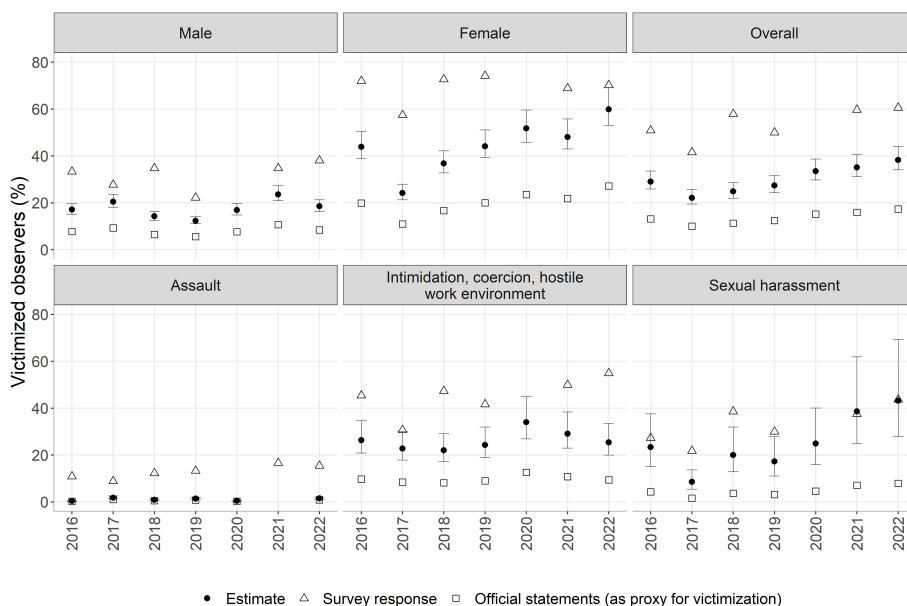 Male Female Overall
80
60
40
20
0
Assault Intimidation, coercion, hostile work environment Sexual harassment
80
60
40
20
0
Victimized observers (%)
2016 2017 2018 2019 2020 2021 2022 2016 2017 2018 2019 2020 2021 2022 2016 2017 2018 2019 2020 2021 2022
Estimate Survey response Official statements (as proxy for victimization)